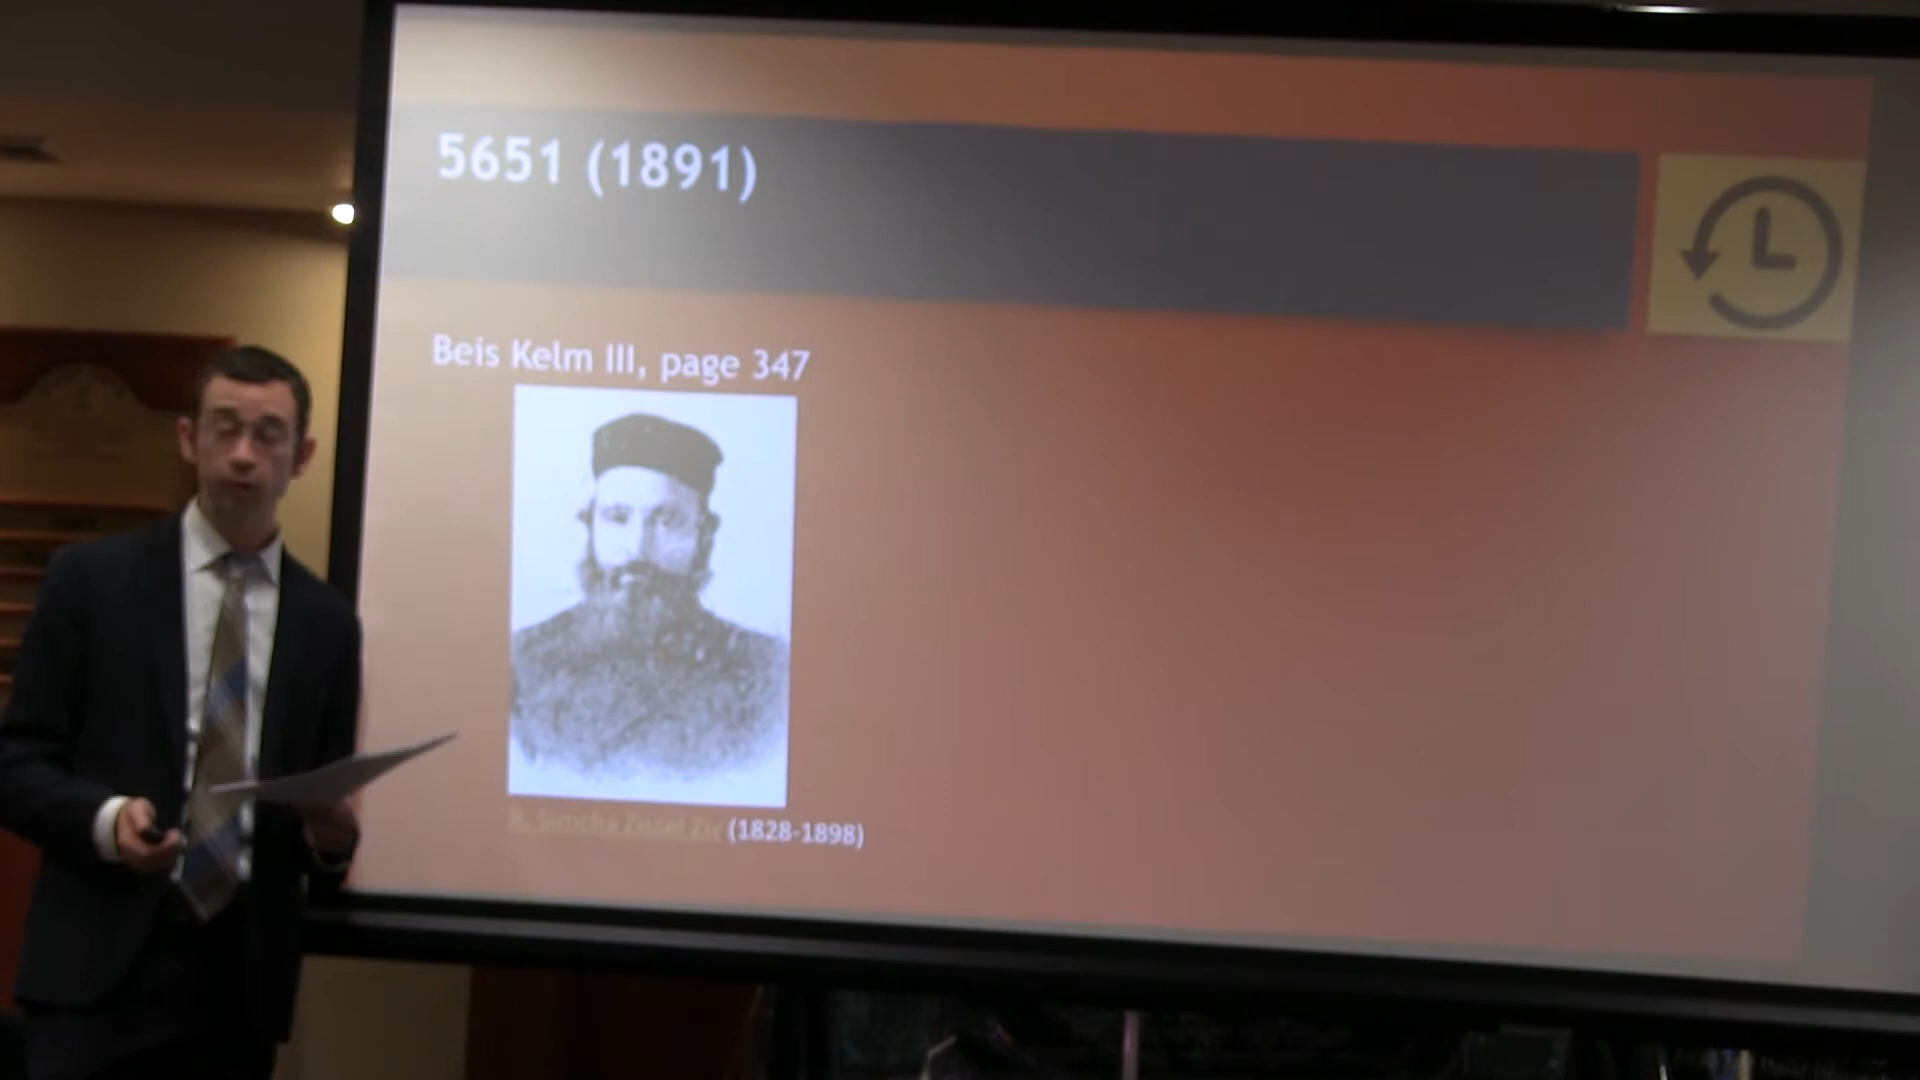 5651 (1891)
Beis Kelm III, page 347
R. Simcha Zissel Ziv (1828-1898)